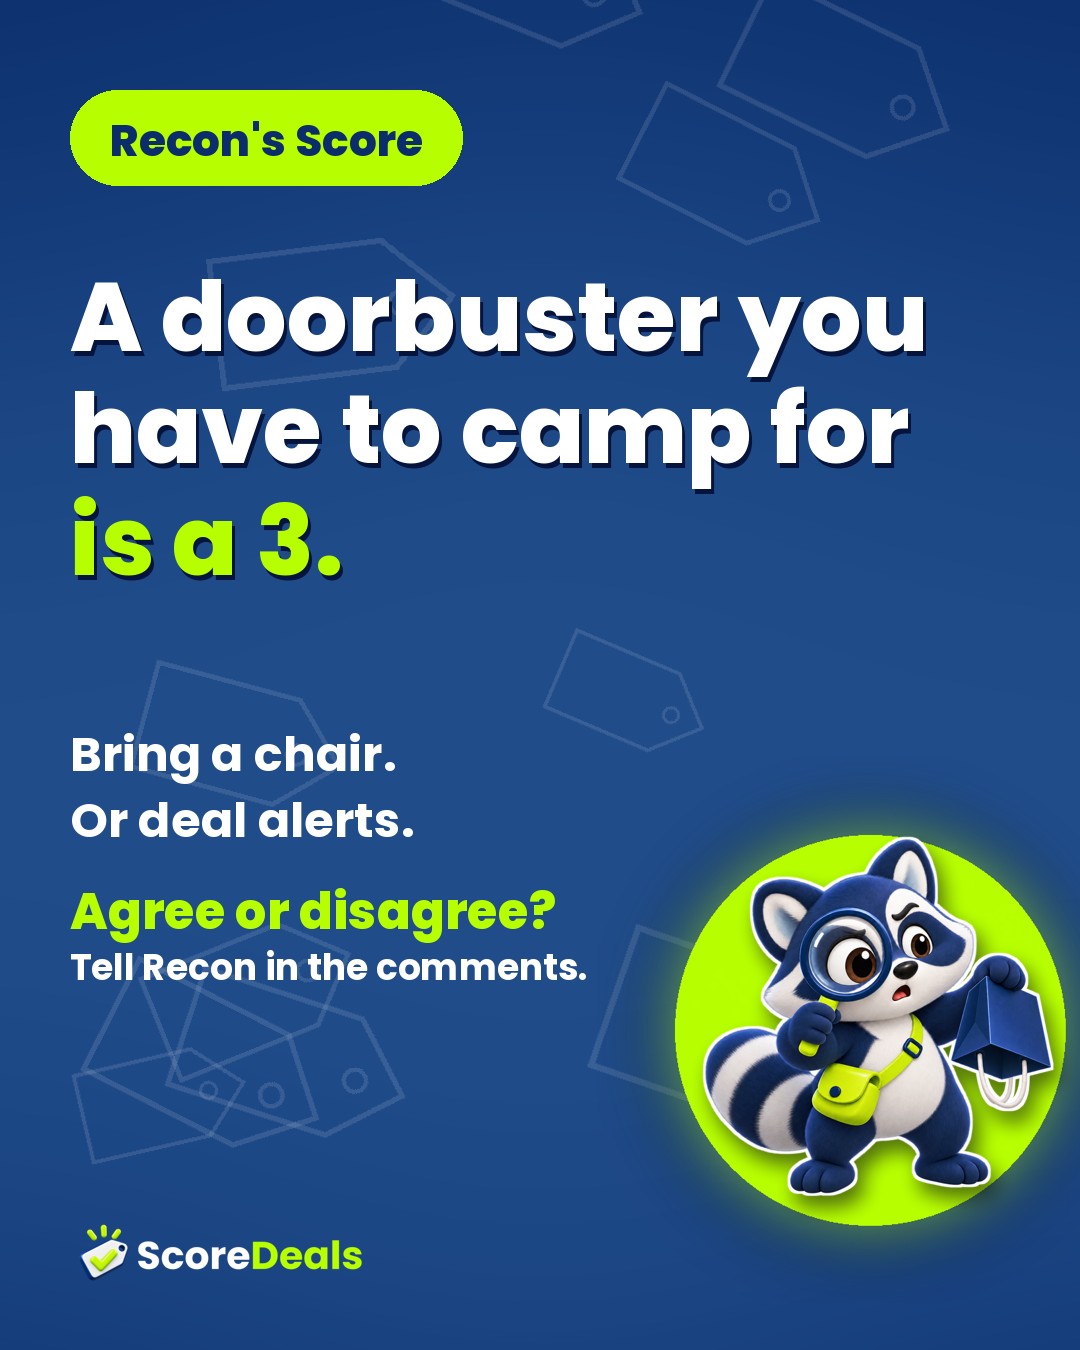 Recon's Score
A doorbuster you
have to camp for
is a 3.
Bring a chair.
Or deal alerts.
Agree or disagree?
Tell Recon in the comments.
ScoreDeals